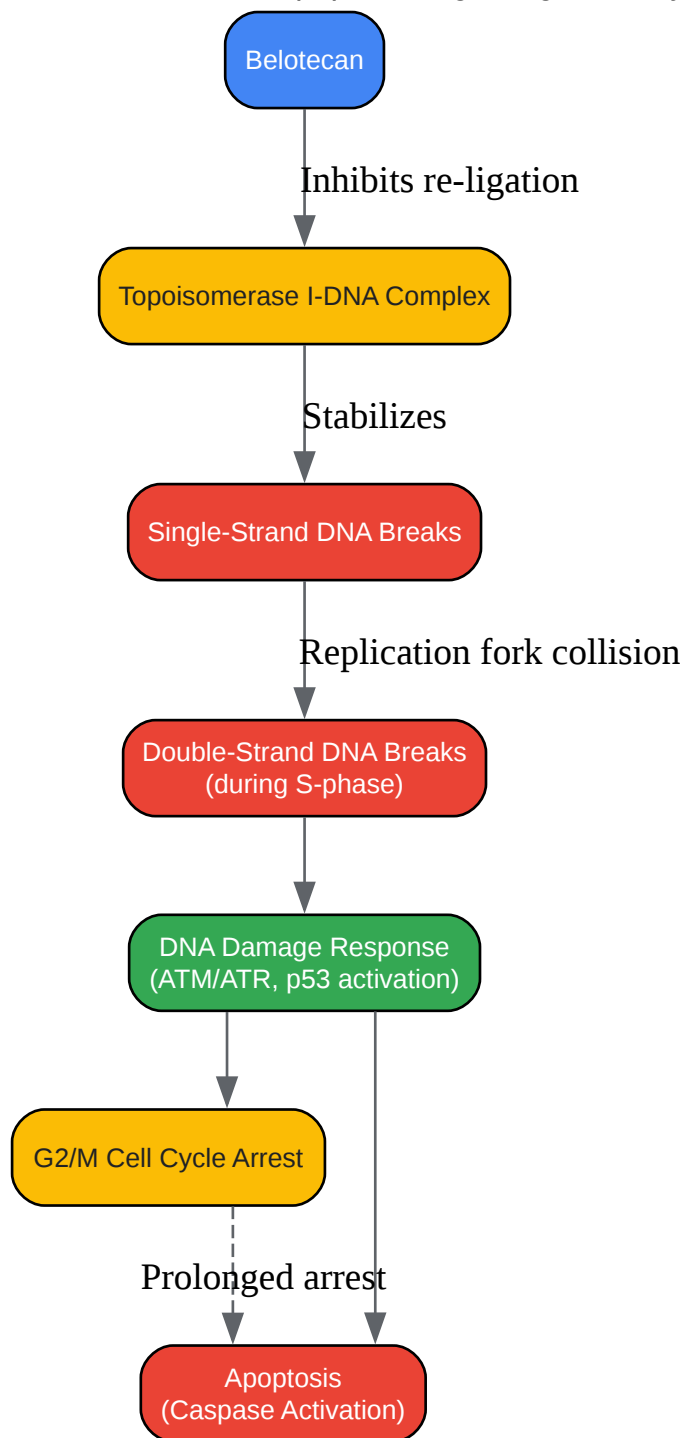 Belotecan
Inhibits re-ligation
Topoisomerase I-DNA Complex
Stabilizes
Single-Strand DNA Breaks
Replication fork collision
Double-Strand DNA Breaks
(during S-phase)
DNA Damage Response
(ATM/ATR, p53 activation)
G2/M Cell Cycle Arrest
Prolonged arrest
Apoptosis
(Caspase Activation)